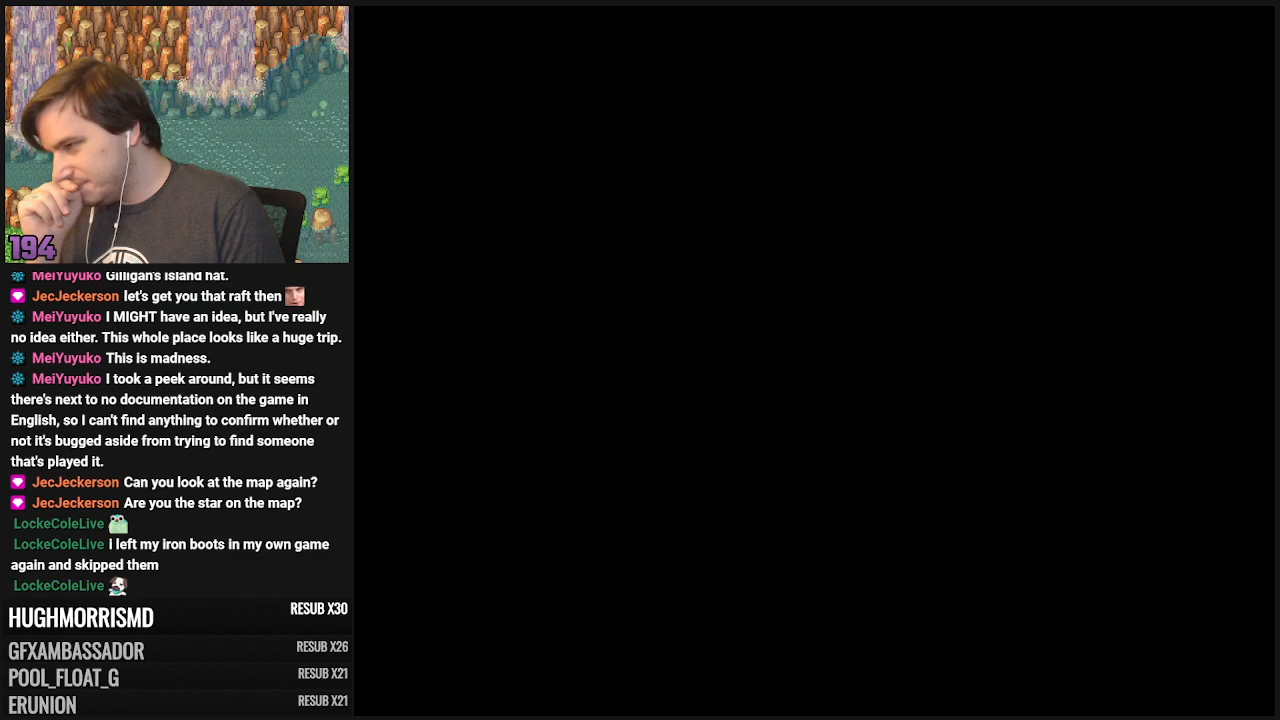 194
MeiYuyuko Gilligan's Island hat.
JecJeckerson let's get you that raft then
MeiYuyuko I MIGHT have an idea, but I've really
no idea either. This whole place looks like a huge trip.
MeiYuyuko This is madness.
MeiYuyuko I took a peek around, but it seems
there's next to no documentation on the game in
English, so I can't find anything to confirm whether or
not it's bugged aside from trying to find someone
that's played it.
JecJeckerson Can you look at the map again?
JecJeckerson Are you the star on the map?
LockeColeLive
LockeColeLive I left my iron boots in my own game
again and skipped them
LockeColeLive
HUGHMORRISMD RESUB X30
GFXAMBASSADOR RESUB X26
POOL_FLOAT_G RESUB X21
ERUNION RESUB X21